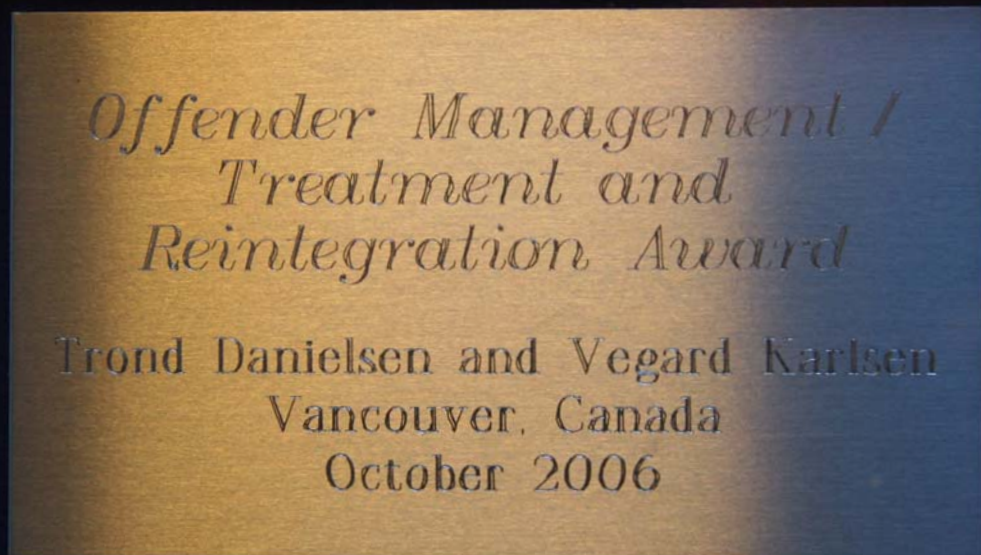 Offender Management /
Treatment and
Reintegration Award
Trond Danielsen and Vegard Karlsen
Vancouver, Canada
October 2006